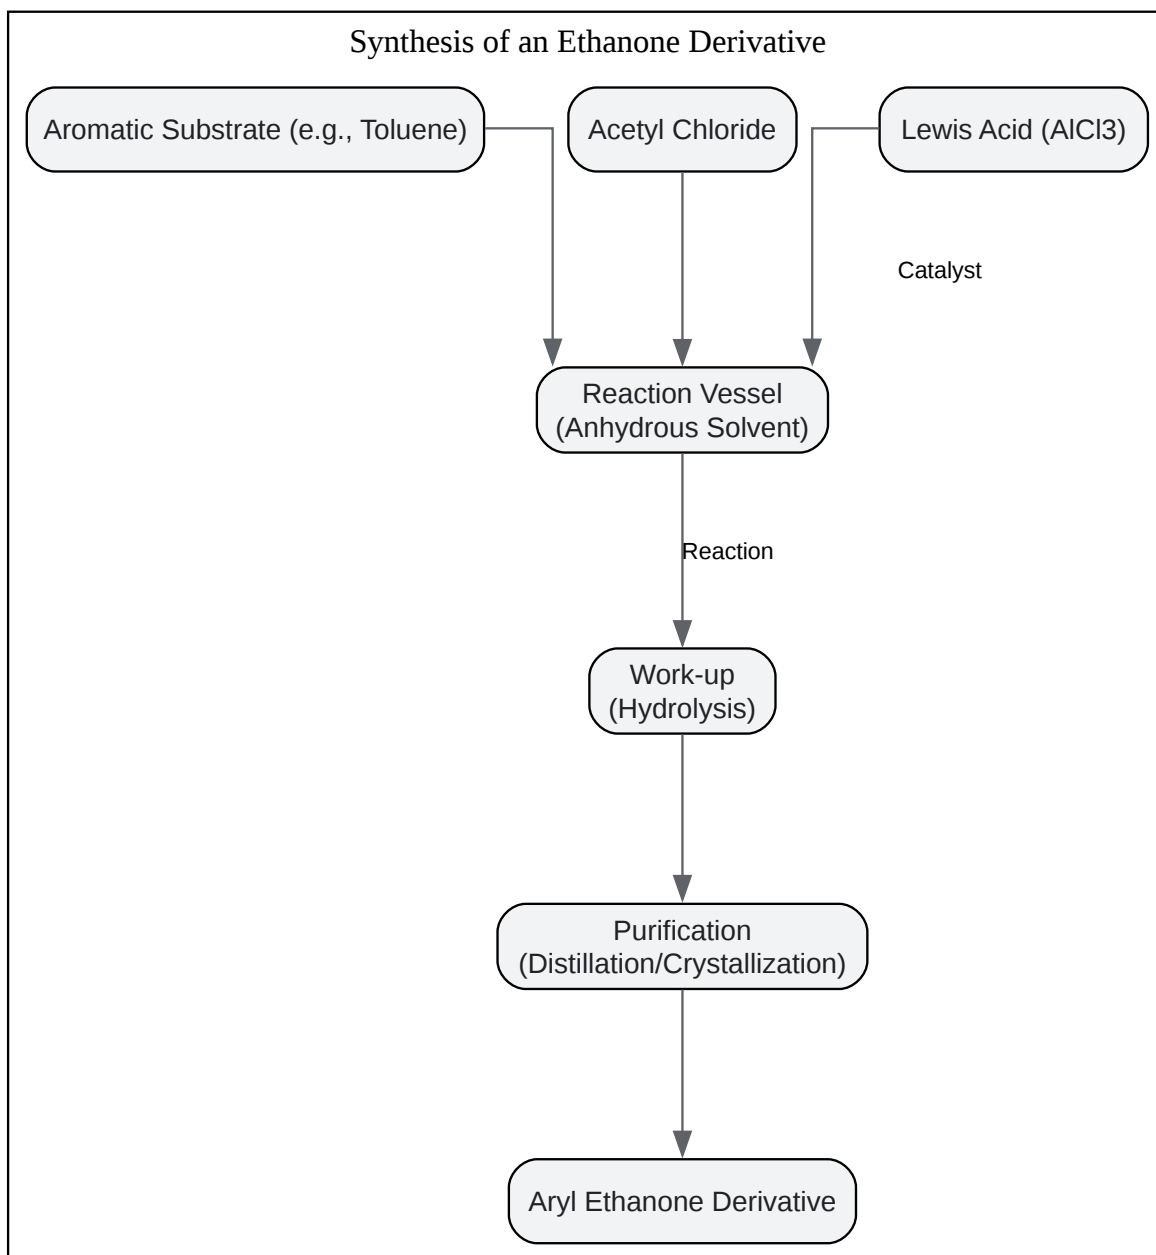 Synthesis of an Ethanone Derivative
Aromatic Substrate (e.g., Toluene)
Acetyl Chloride
Lewis Acid (AlCl3)
Catalyst
Reaction Vessel
(Anhydrous Solvent)
Reaction
Work-up
(Hydrolysis)
Purification
(Distillation/Crystallization)
Aryl Ethanone Derivative